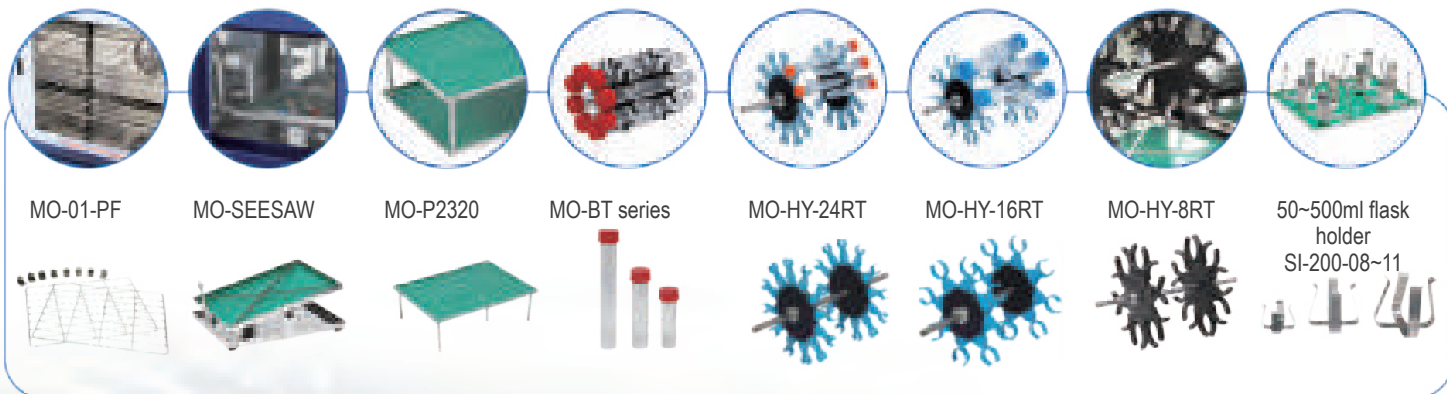 MO-01-PF
MO-SEESAW
MO-P2320
MO-BT series
MO-HY-24RT
MO-HY-16RT
MO-HY-8RT
50~500ml flask
holder
SI-200-08~11